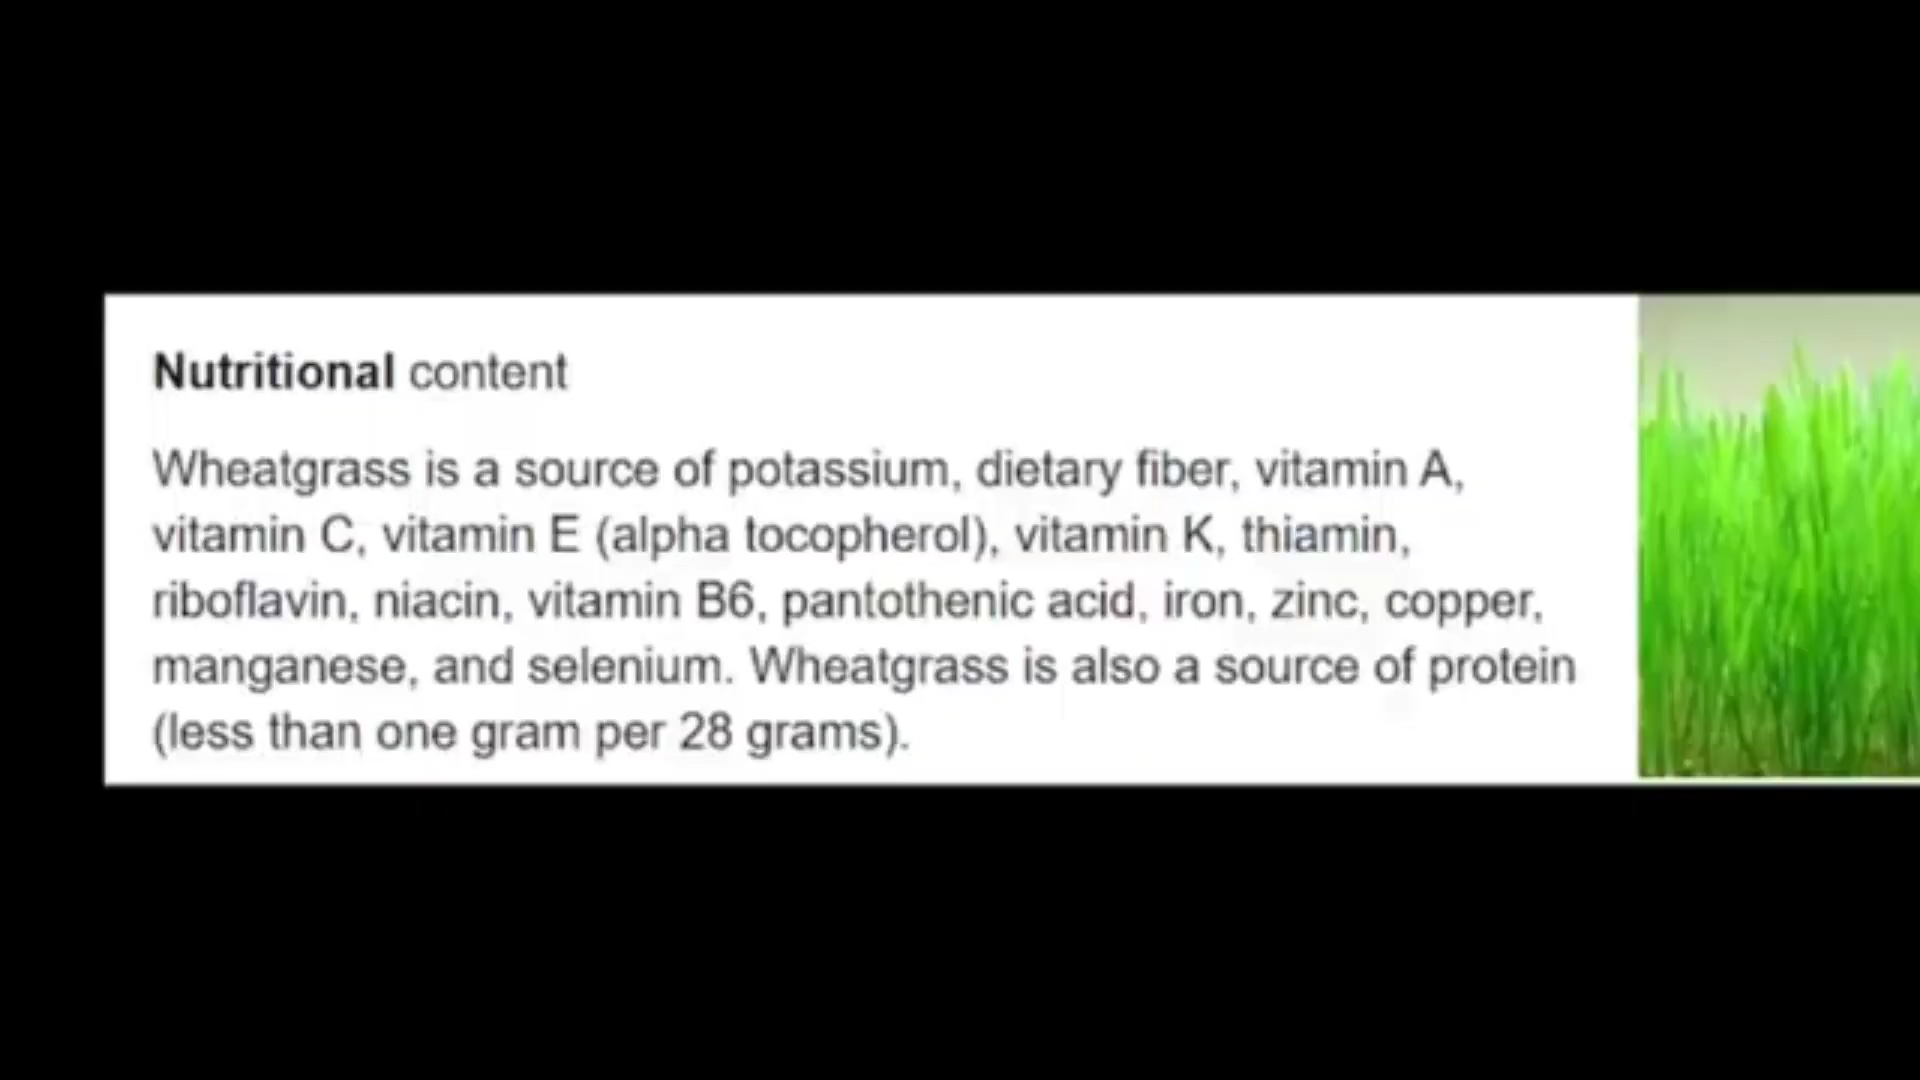 Nutritional content
Wheatgrass is a source of potassium, dietary fiber, vitamin A,
vitamin C, vitamin E (alpha tocopherol), vitamin K, thiamin,
riboflavin, niacin, vitamin B6, pantothenic acid, iron, zinc, copper,
manganese, and selenium. Wheatgrass is also a source of protein
(less than one gram per 28 grams).